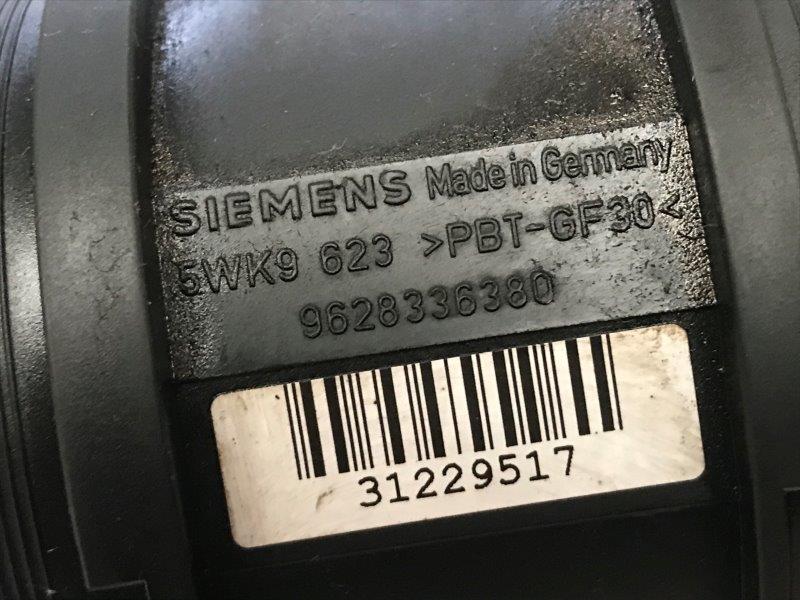 SIEMENS Made in Germany
5WK9 623 >PBT-GF30<
9628336380
31229517